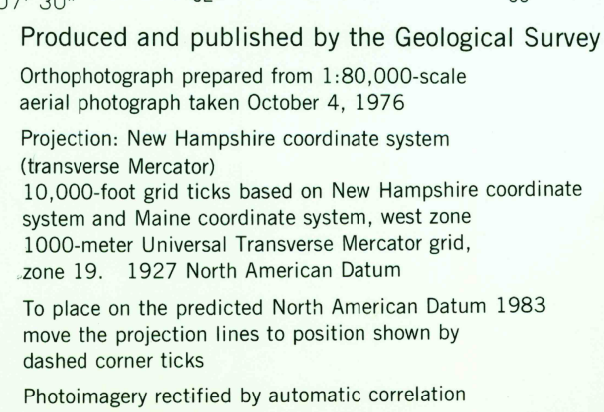 07' 30"
Produced and published by the Geological Survey
Orthophotograph prepared from 1:80,000-scale
aerial photograph taken October 4, 1976
Projection: New Hampshire coordinate system
(transverse Mercator)
10,000-foot grid ticks based on New Hampshire coordinate
system and Maine coordinate system, west zone
1000-meter Universal Transverse Mercator grid,
zone 19. 1927 North American Datum
To place on the predicted North American Datum 1983
move the projection lines to position shown by
dashed corner ticks
Photoimagery rectified by automatic correlation